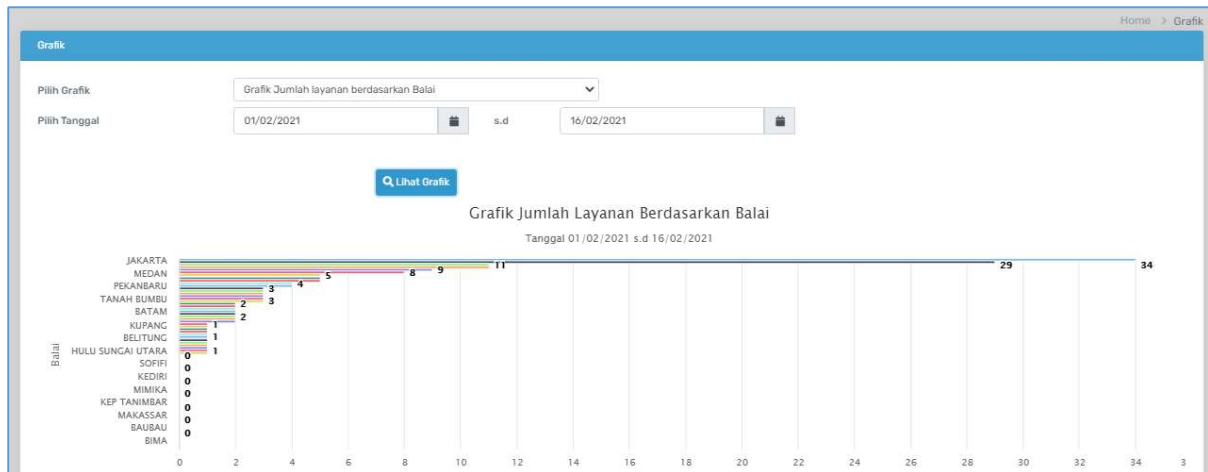 Home > Grafik
Grafik
Pilih Grafik
Grafik Jumlah layanan berdasarkan Balai
Pilih Tanggal
01/02/2021
s.d
16/02/2021
Lihat Grafik
Grafik Jumlah Layanan Berdasarkan Balai
Tanggal 01/02/2021 s.d 16/02/2021
Balai
JAKARTA
11 29 34
MEDAN
5 8 9
PEKANBARU
3 4
TANAH BUMBU
2 3
BATAM
2
KUPANG
1
BELITUNG
1
HULU SUNGAI UTARA
0 1
SOFIFI
0
KEDIRI
0
MIMIKA
0
KEP TANIMBAR
0
MAKASSAR
0
BAUBAU
0
BIMA
0 2 4 6 8 10 12 14 16 18 20 22 24 26 28 30 32 34 3